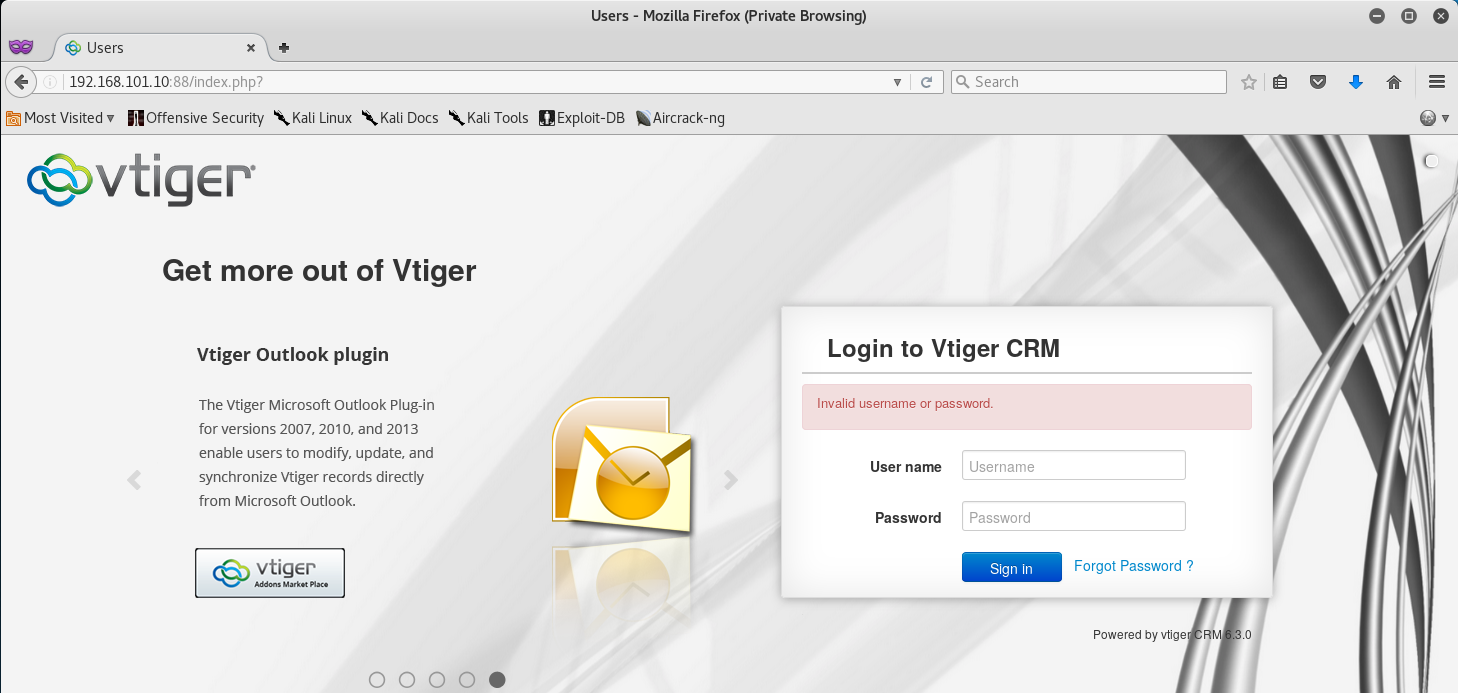 Users - Mozilla Firefox (Private Browsing)
Users
192.168.101.10:88/index.php?
Search
Most Visited
Offensive Security
Kali Linux
Kali Docs
Kali Tools
Exploit-DB
Aircrack-ng
vtiger
Get more out of Vtiger
Vtiger Outlook plugin
The Vtiger Microsoft Outlook Plug-in
for versions 2007, 2010, and 2013
enable users to modify, update, and
synchronize Vtiger records directly
from Microsoft Outlook.
vtiger
Addons Market Place
Login to Vtiger CRM
Invalid username or password.
User name
Username
Password
Password
Sign in
Forgot Password ?
Powered by vtiger CRM 6.3.0